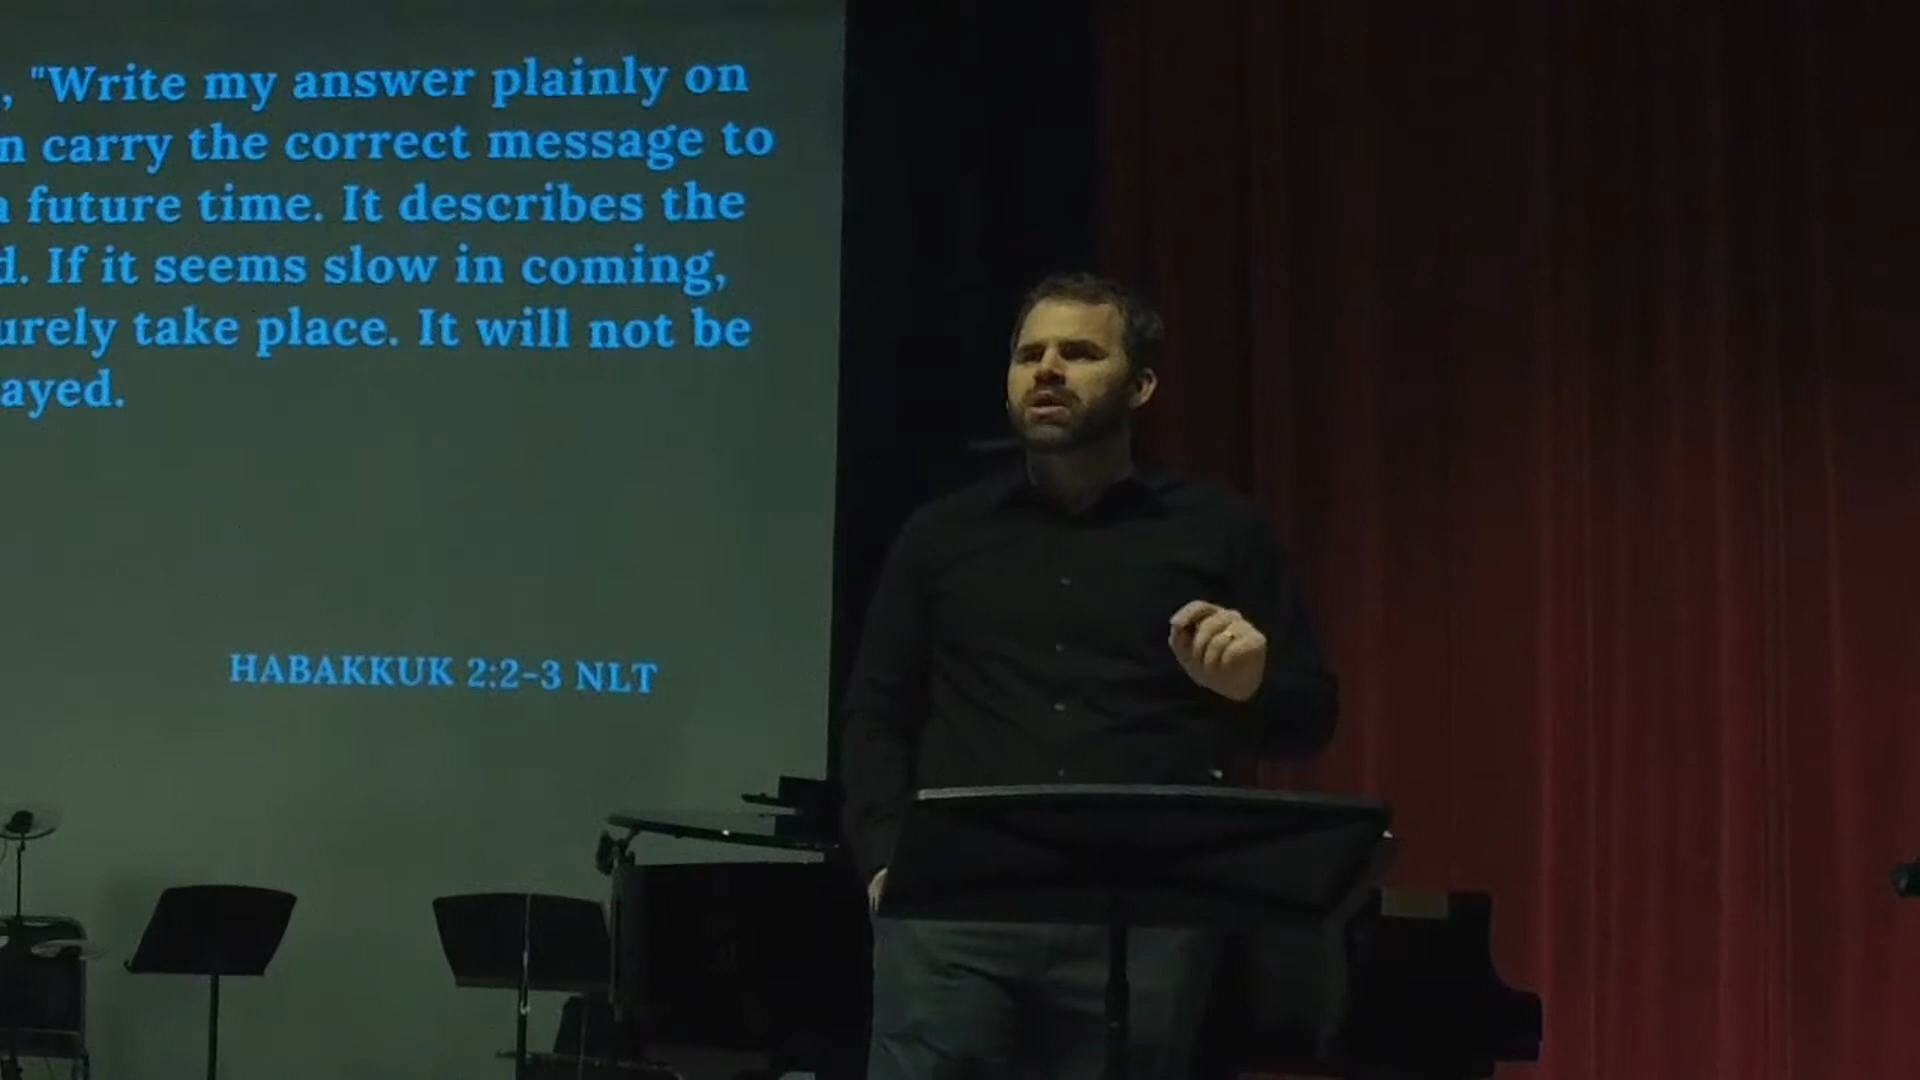 , "Write my answer plainly on
n carry the correct message to
future time. It describes the
d. If it seems slow in coming,
urely take place. It will not be
ayed.
HABAKKUK 2:2-3 NLT